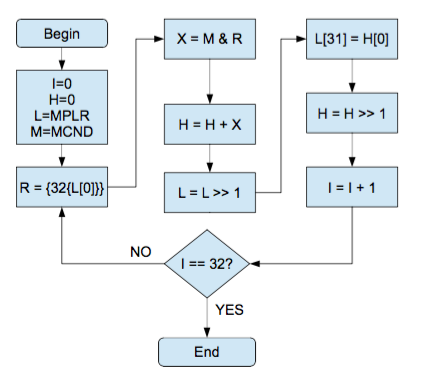 Begin
I=0
H=0
L=MPLR
M=MCND
R = {32{L[0]}}
X = M & R
H = H + X
L = L >> 1
L[31] = H[0]
H = H >> 1
I = I + 1
I == 32?
NO
YES
End